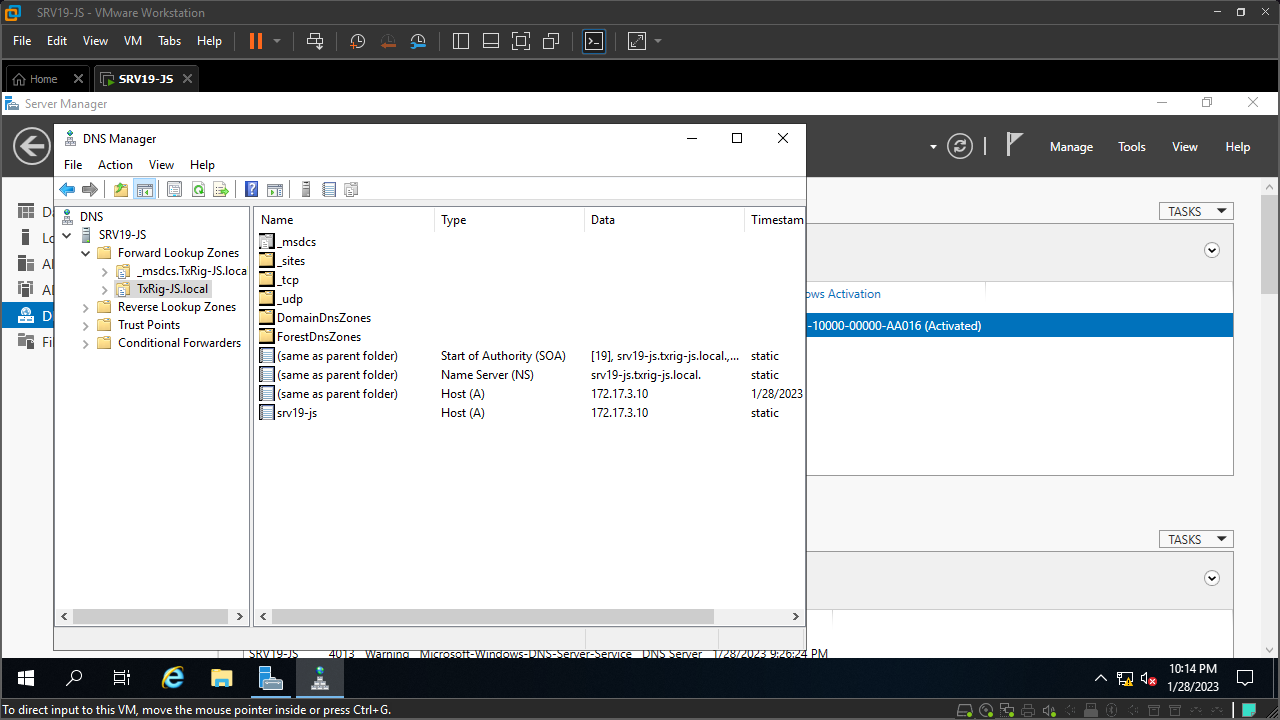 SRV19-JS - VMware Workstation
File Edit View VM Tabs Help
Home SRV19-JS
Server Manager
Manage Tools View Help
DNS Manager
File Action View Help
DNS
SRV19-JS
Forward Lookup Zones
_msdcs.TxRig-JS.loca
TxRig-JS.local
Reverse Lookup Zones
Trust Points
Conditional Forwarders
Name Type Data Timestam
_msdcs
_sites
_tcp
_udp
DomainDnsZones
ForestDnsZones
(same as parent folder) Start of Authority (SOA) [19], srv19-js.txrig-js.local.,... static
(same as parent folder) Name Server (NS) srv19-js.txrig-js.local. static
(same as parent folder) Host (A) 172.17.3.10 1/28/2023
srv19-js Host (A) 172.17.3.10 static
TASKS
ows Activation
-10000-00000-AA016 (Activated)
TASKS
SRV19-JS 4013 Warning Microsoft-Windows-DNS-Server-Service DNS Server 1/28/2023 9:26:24 PM
10:14 PM
1/28/2023
To direct input to this VM, move the mouse pointer inside or press Ctrl+G.